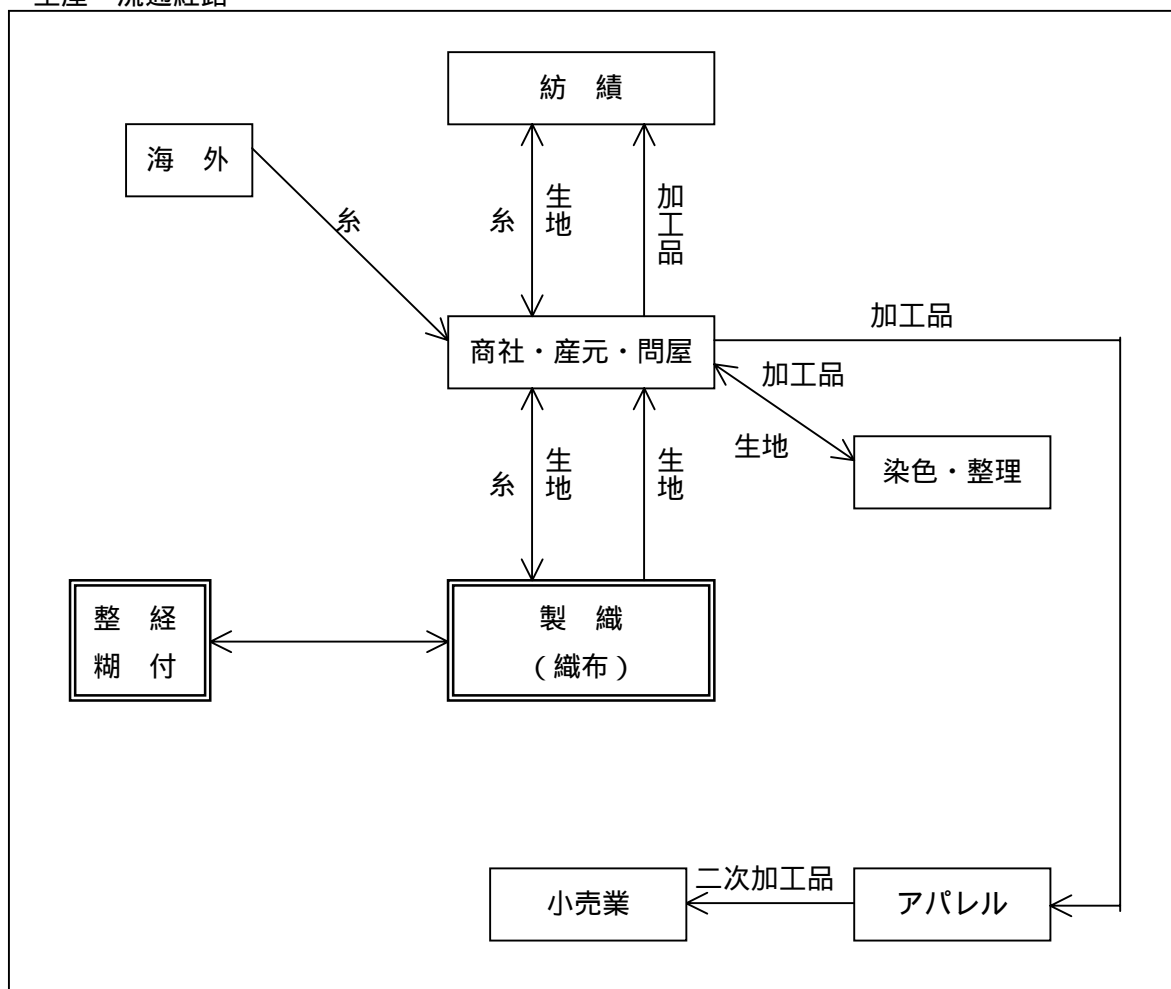 紡 績
海 外
糸
糸
生地
加工品
商社・産元・問屋
加工品
加工品
生地
染色・整理
糸
生地
生地
整 経
糊 付
製 織
(織布)
小売業
二次加工品
アパレル